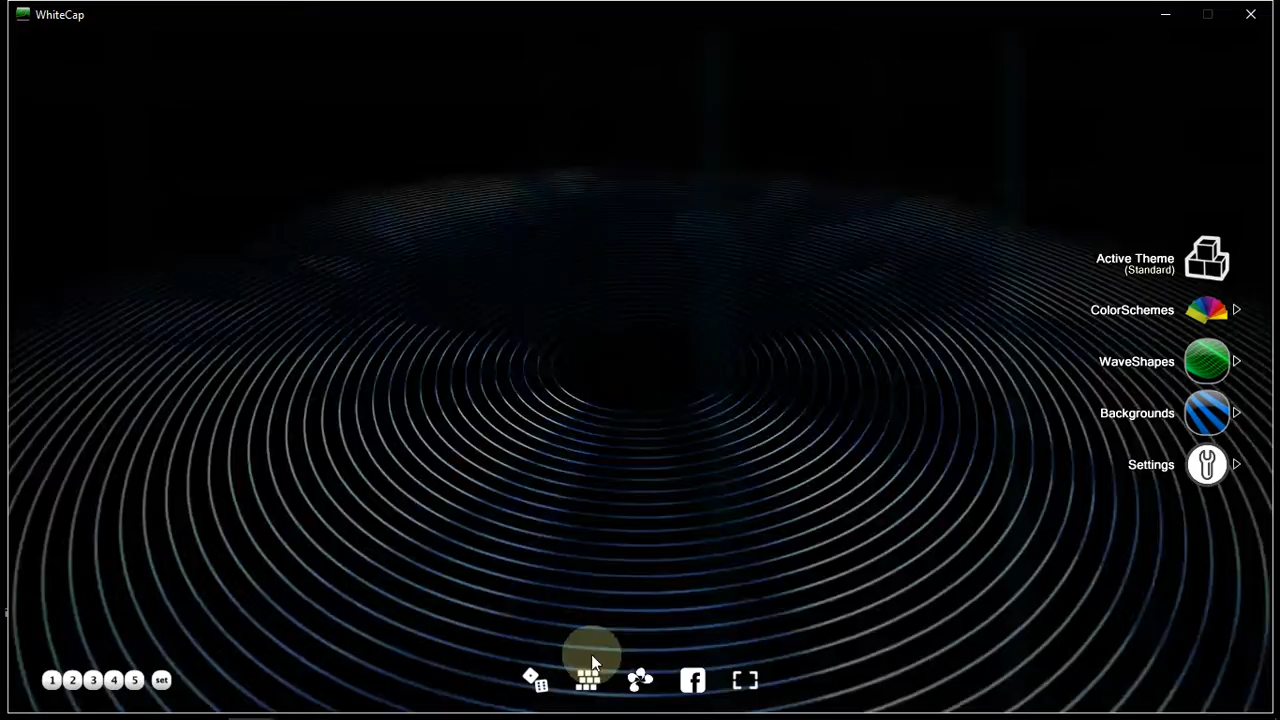 WhiteCap
Active Theme
(Standard)
ColorSchemes
WaveShapes
Backgrounds
Settings
1 2 3 4 5 set
f